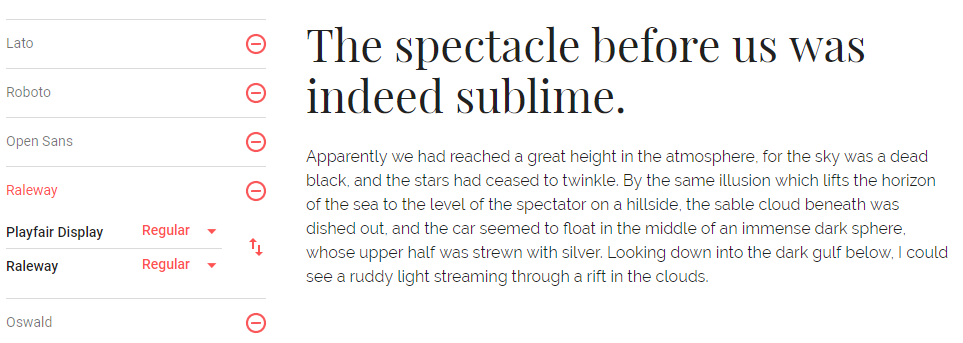 Lato
Roboto
Open Sans
Raleway
Playfair Display Regular
Raleway Regular
Oswald
The spectacle before us was
indeed sublime.
Apparently we had reached a great height in the atmosphere, for the sky was a dead
black, and the stars had ceased to twinkle. By the same illusion which lifts the horizon
of the sea to the level of the spectator on a hillside, the sable cloud beneath was
dished out, and the car seemed to float in the middle of an immense dark sphere,
whose upper half was strewn with silver. Looking down into the dark gulf below, I could
see a ruddy light streaming through a rift in the clouds.